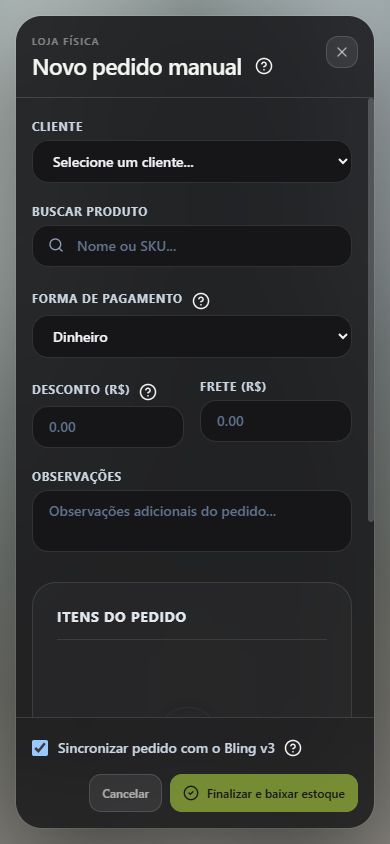 LOJA FÍSICA
Novo pedido manual ?
CLIENTE
Selecione um cliente...
BUSCAR PRODUTO
Nome ou SKU...
FORMA DE PAGAMENTO ?
Dinheiro
DESCONTO (R$) ? FRETE (R$)
0.00 0.00
OBSERVAÇÕES
Observações adicionais do pedido...
ITENS DO PEDIDO
Sincronizar pedido com o Bling v3 ?
Cancelar Finalizar e baixar estoque